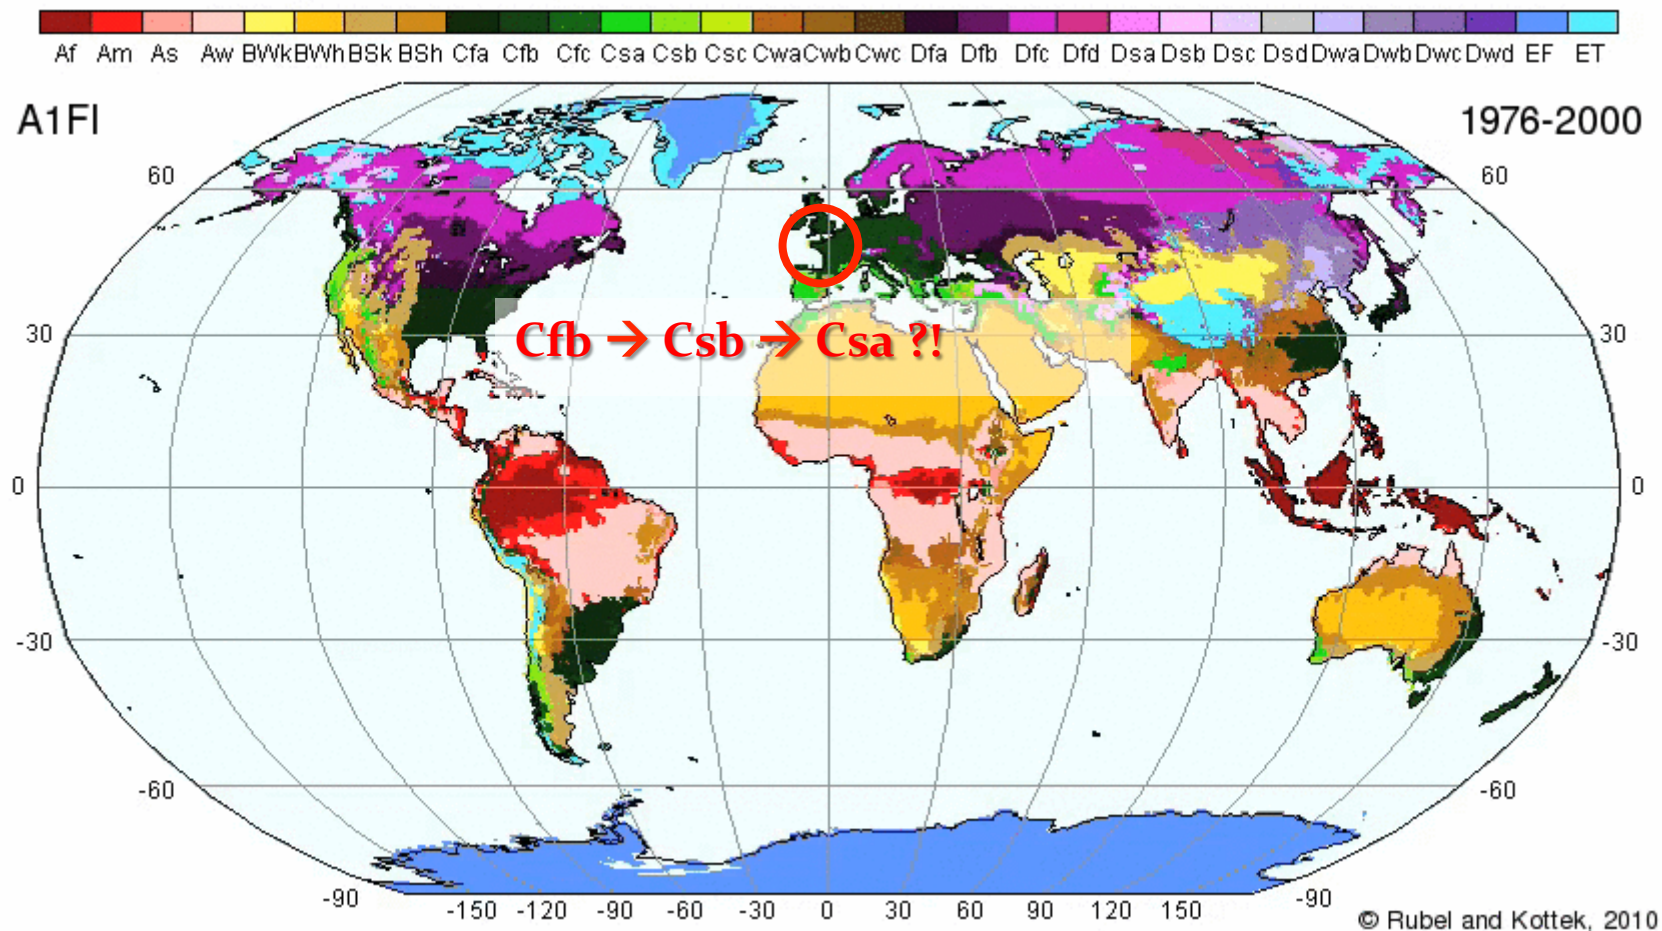 Af Am As Aw BWk BWh BSk BSh Cfa Cfb Cfc Csa Csb Csc Cwa Cwb Cwc Dfa Dfb Dfc Dfd Dsa Dsb Dsc Dsd Dwa Dwb Dwc Dwd EF ET
A1FI 1976-2000
60 60
30 30
Cfb → Csb → Csa ?!
0 0
-30 -30
-60 -60
-90 -90
-150 -120 -90 -60 -30 0 30 60 90 120 150
© Rubel and Kottek, 2010